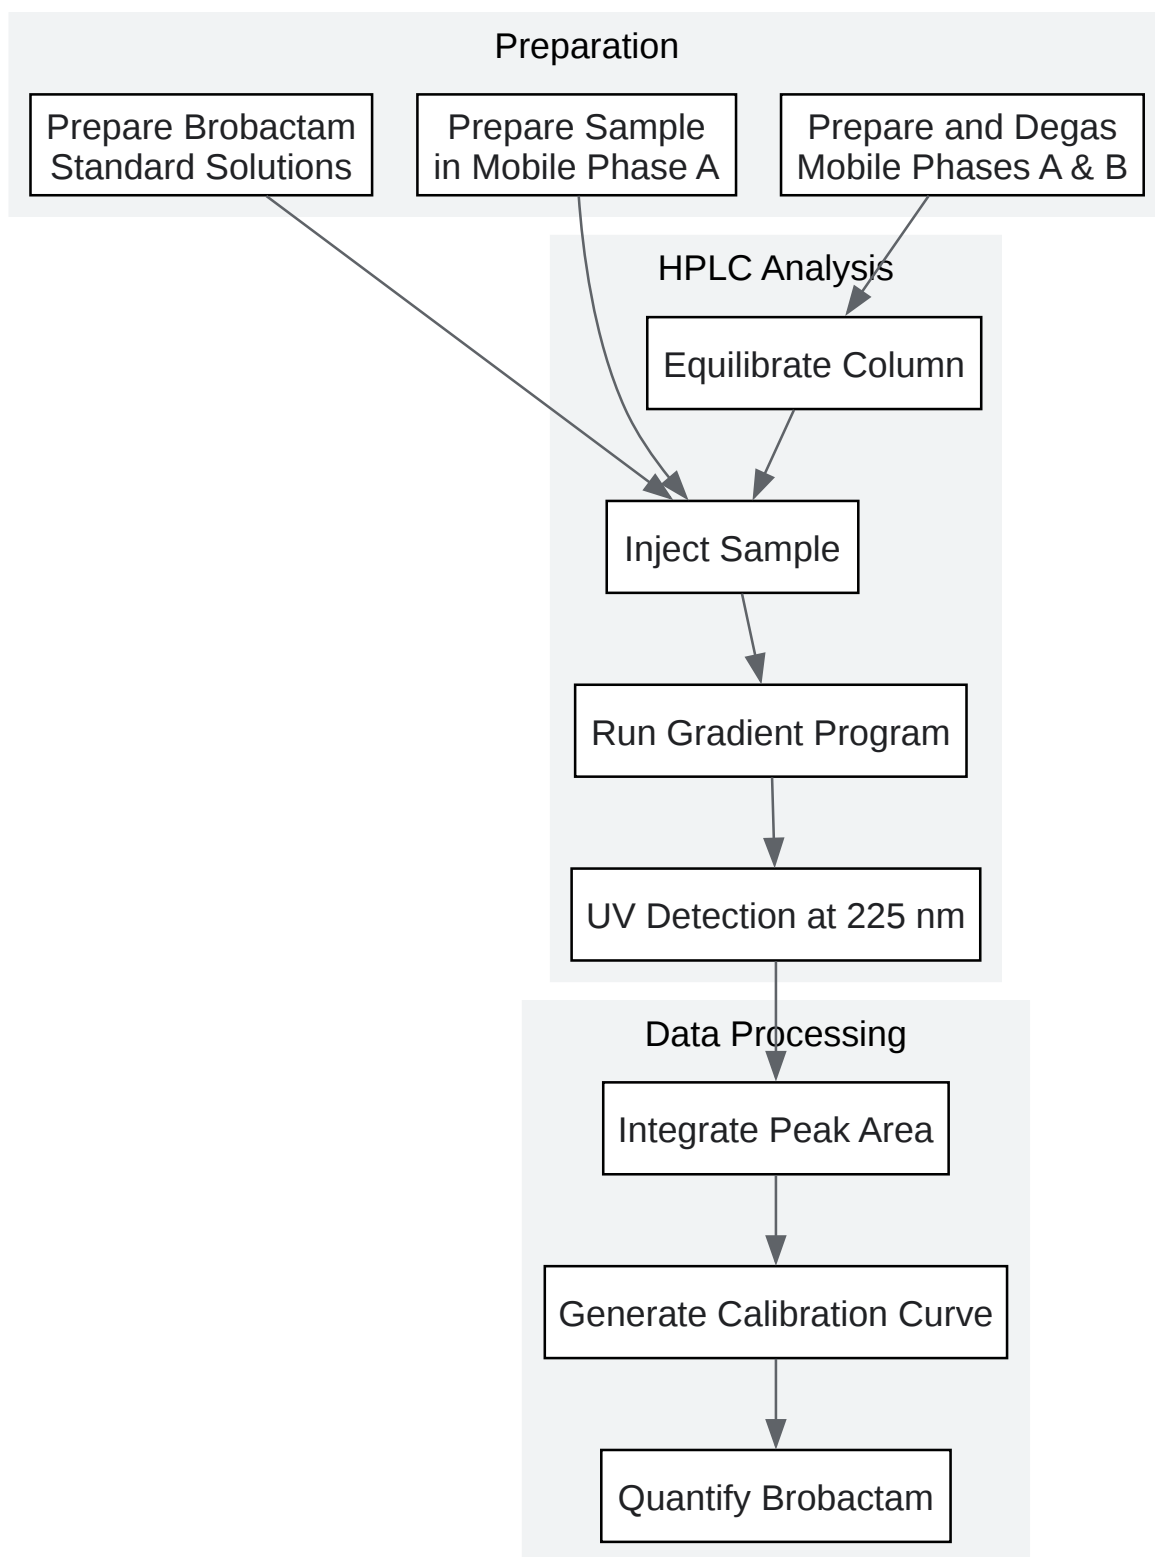 Preparation
Prepare Brobactam
Standard Solutions
Prepare Sample
in Mobile Phase A
Prepare and Degas
Mobile Phases A & B
HPLC Analysis
Equilibrate Column
Inject Sample
Run Gradient Program
UV Detection at 225 nm
Data Processing
Integrate Peak Area
Generate Calibration Curve
Quantify Brobactam